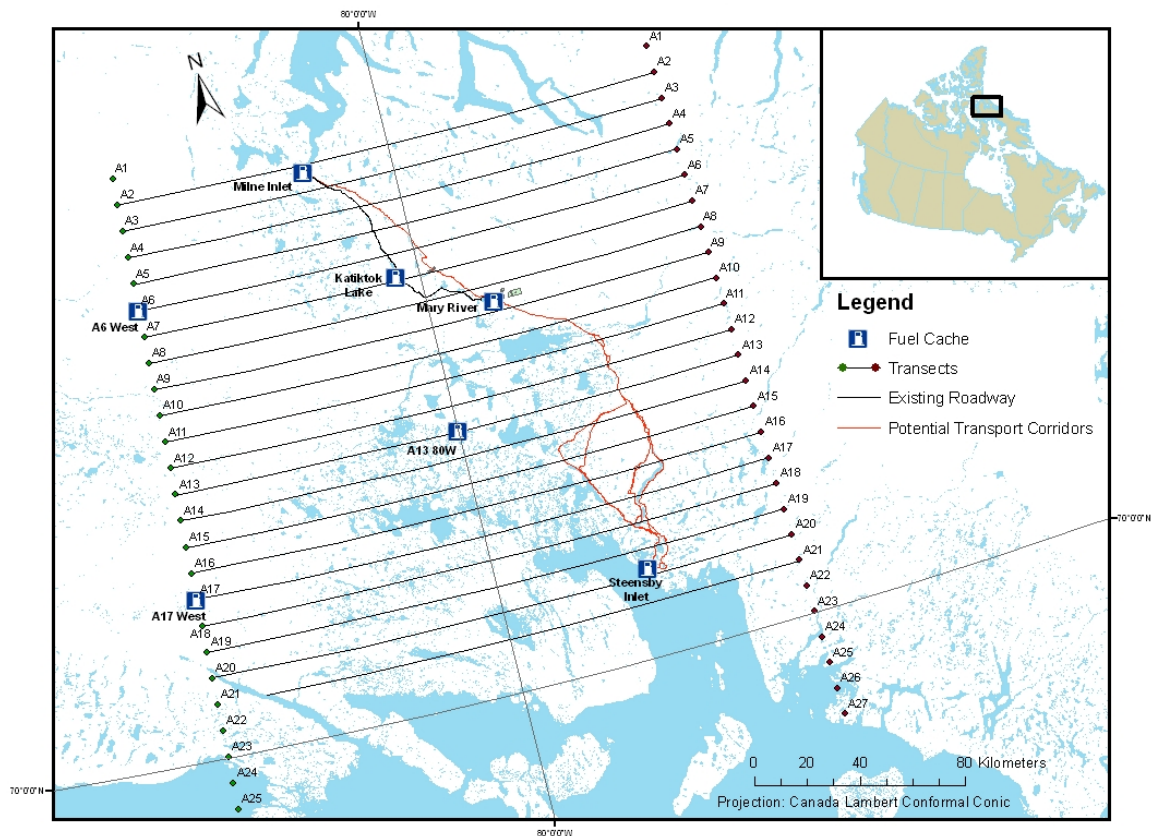 80°0'0"W
N
A1
A2
A3
A4
A5
A6
A7
A8
A9
A10
A11
A12
A13
A14
A15
A16
A17
A18
A19
A20
A21
A22
A23
A24
A25
A26
A27
A1
A2
A3
A4
A5
A6
A6 West
A7
A8
A9
A10
A11
A12
A13
A14
A15
A16
A17
A17 West
A18
A19
A20
A21
A22
A23
A24
A25
Milne Inlet
Katiktok
Lake
Mary River
A13 80W
Steensby
Inlet
Legend
Fuel Cache
Transects
Existing Roadway
Potential Transport Corridors
70°0'0"N
70°0'0"N
0 20 40 80 Kilometers
Projection: Canada Lambert Conformal Conic
80°0'0"W